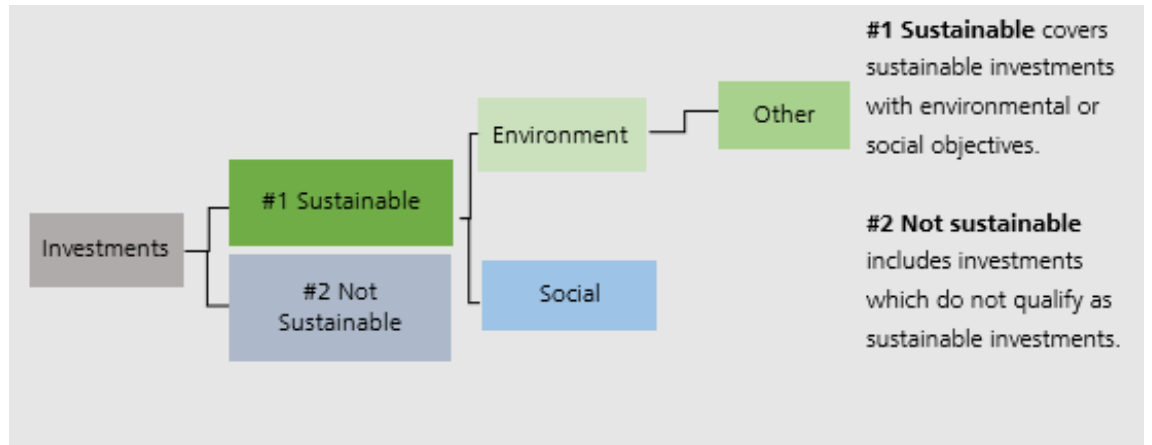 Investments
#1 Sustainable
#2 Not
Sustainable
Environment
Social
Other
#1 Sustainable covers
sustainable investments
with environmental or
social objectives.
#2 Not sustainable
includes investments
which do not qualify as
sustainable investments.